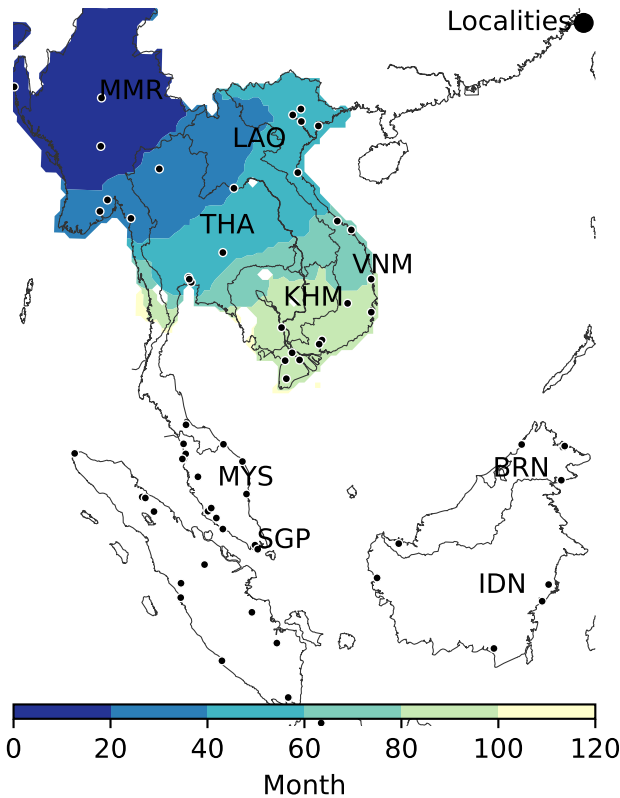 Localities
MMR
LAO
THA
VNM
KHM
MYS
BRN
SGP
IDN
0 20 40 60 80 100 120
Month